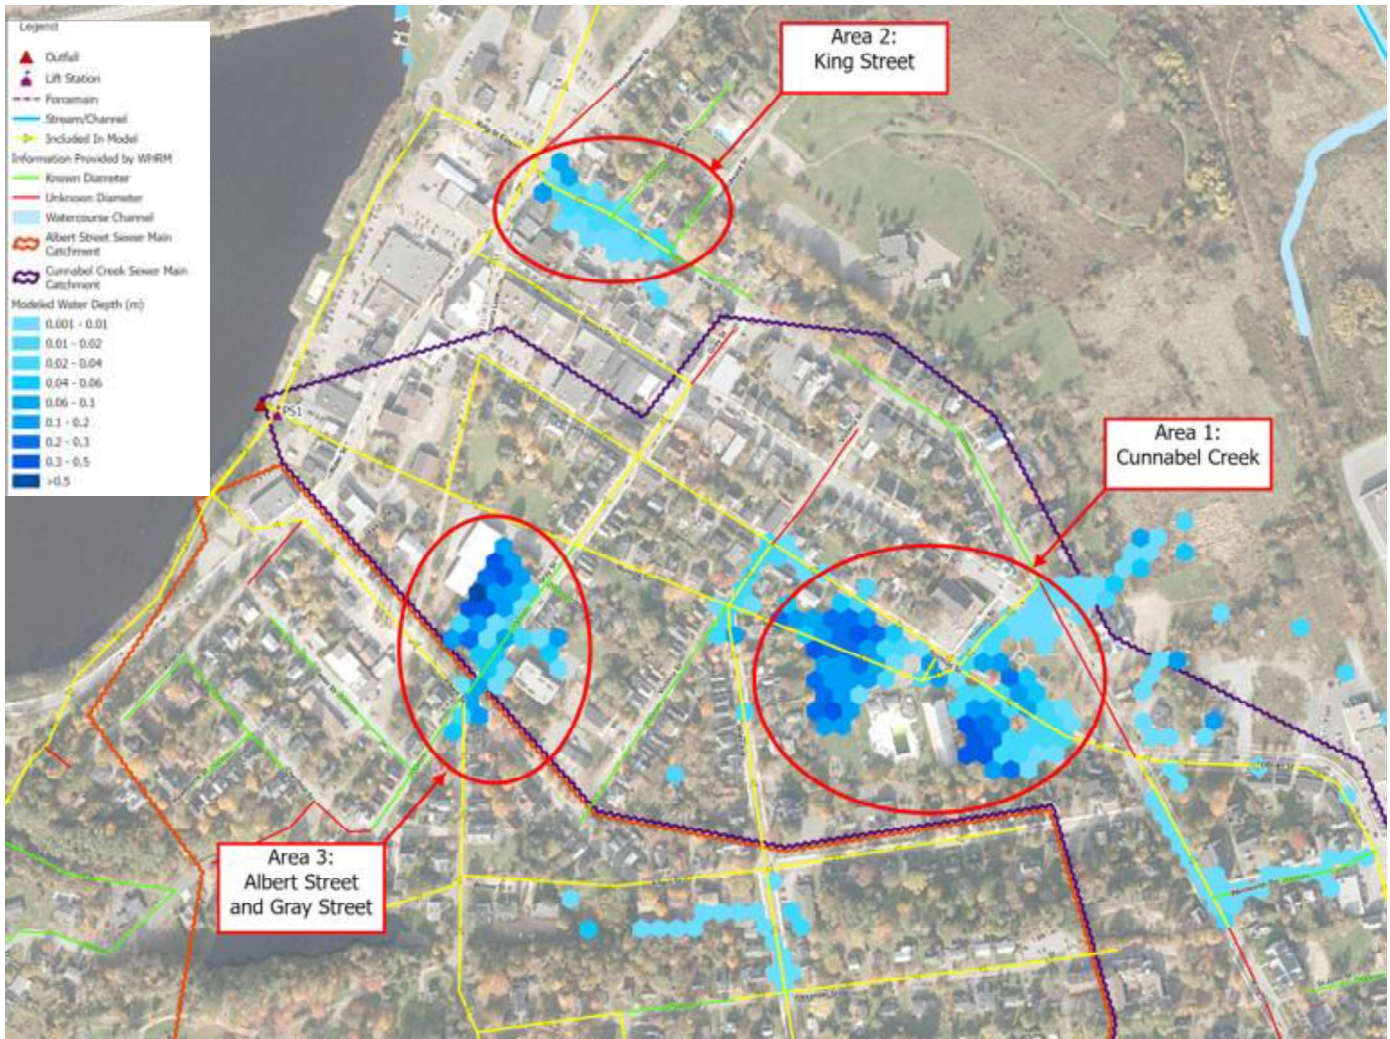 Legend
Outfall
Lift Station
Forcemain
Stream/Channel
Included In Model
Information Provided by WHRM
Known Diameter
Unknown Diameter
Watercourse Channel
Albert Street Sewer Main
Catchment
Cunnabel Creek Sewer Main
Catchment
Modeled Water Depth (m)
0.001 - 0.01
0.01 - 0.02
0.02 - 0.04
0.04 - 0.06
0.06 - 0.1
0.1 - 0.2
0.2 - 0.3
0.3 - 0.5
>0.5
Area 2:
King Street
PS1
Area 1:
Cunnabel Creek
Area 3:
Albert Street
and Gray Street